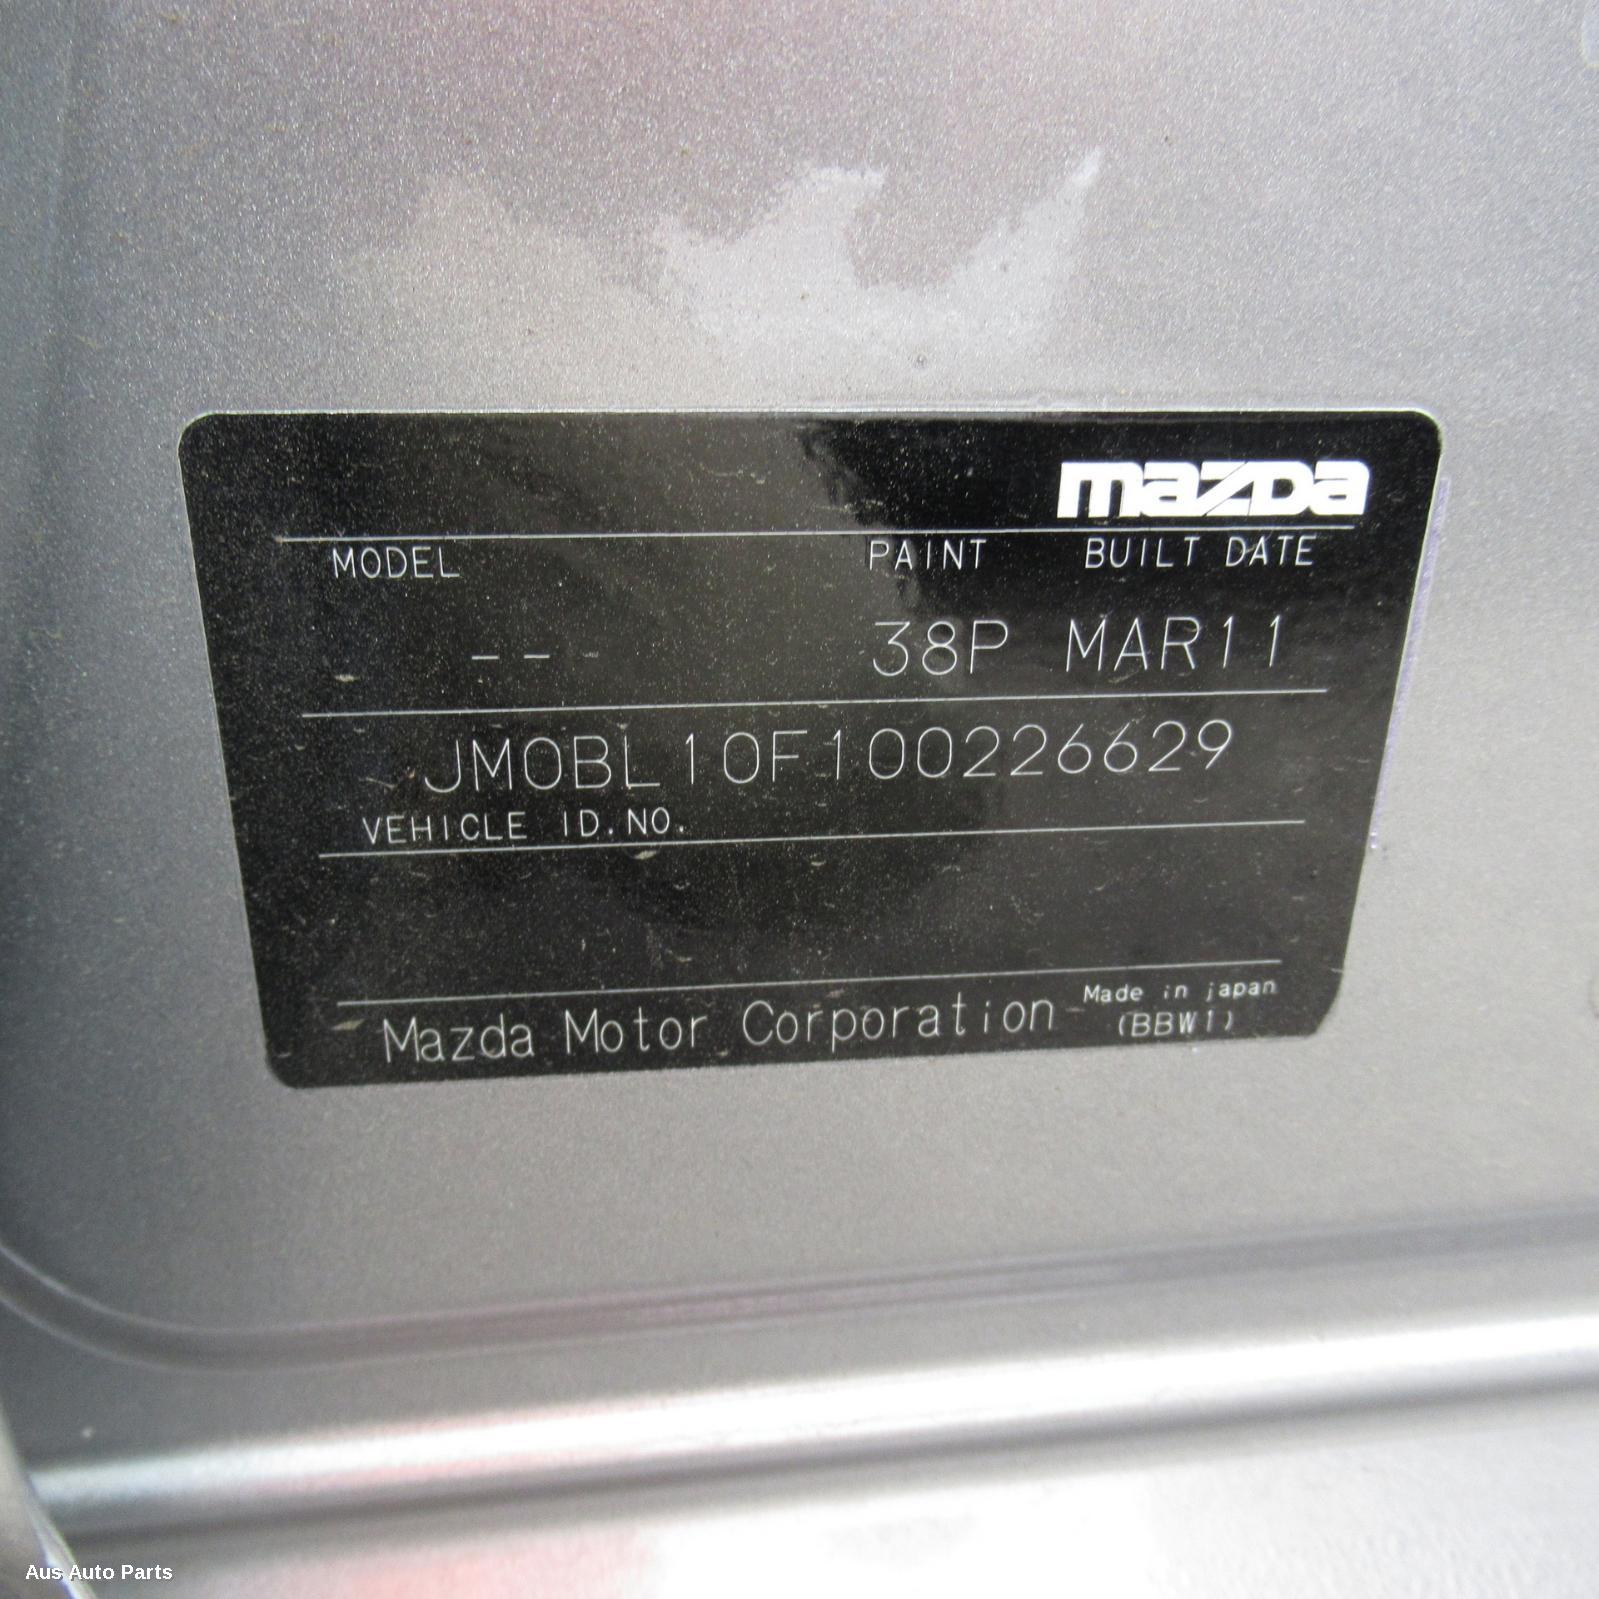 mazda
MODEL PAINT BUILT DATE
--- 38P MAR11
JM0BL10F100226629
VEHICLE ID.NO.
Mazda Motor Corporation Made in japan
(BBW1)
Aus Auto Parts